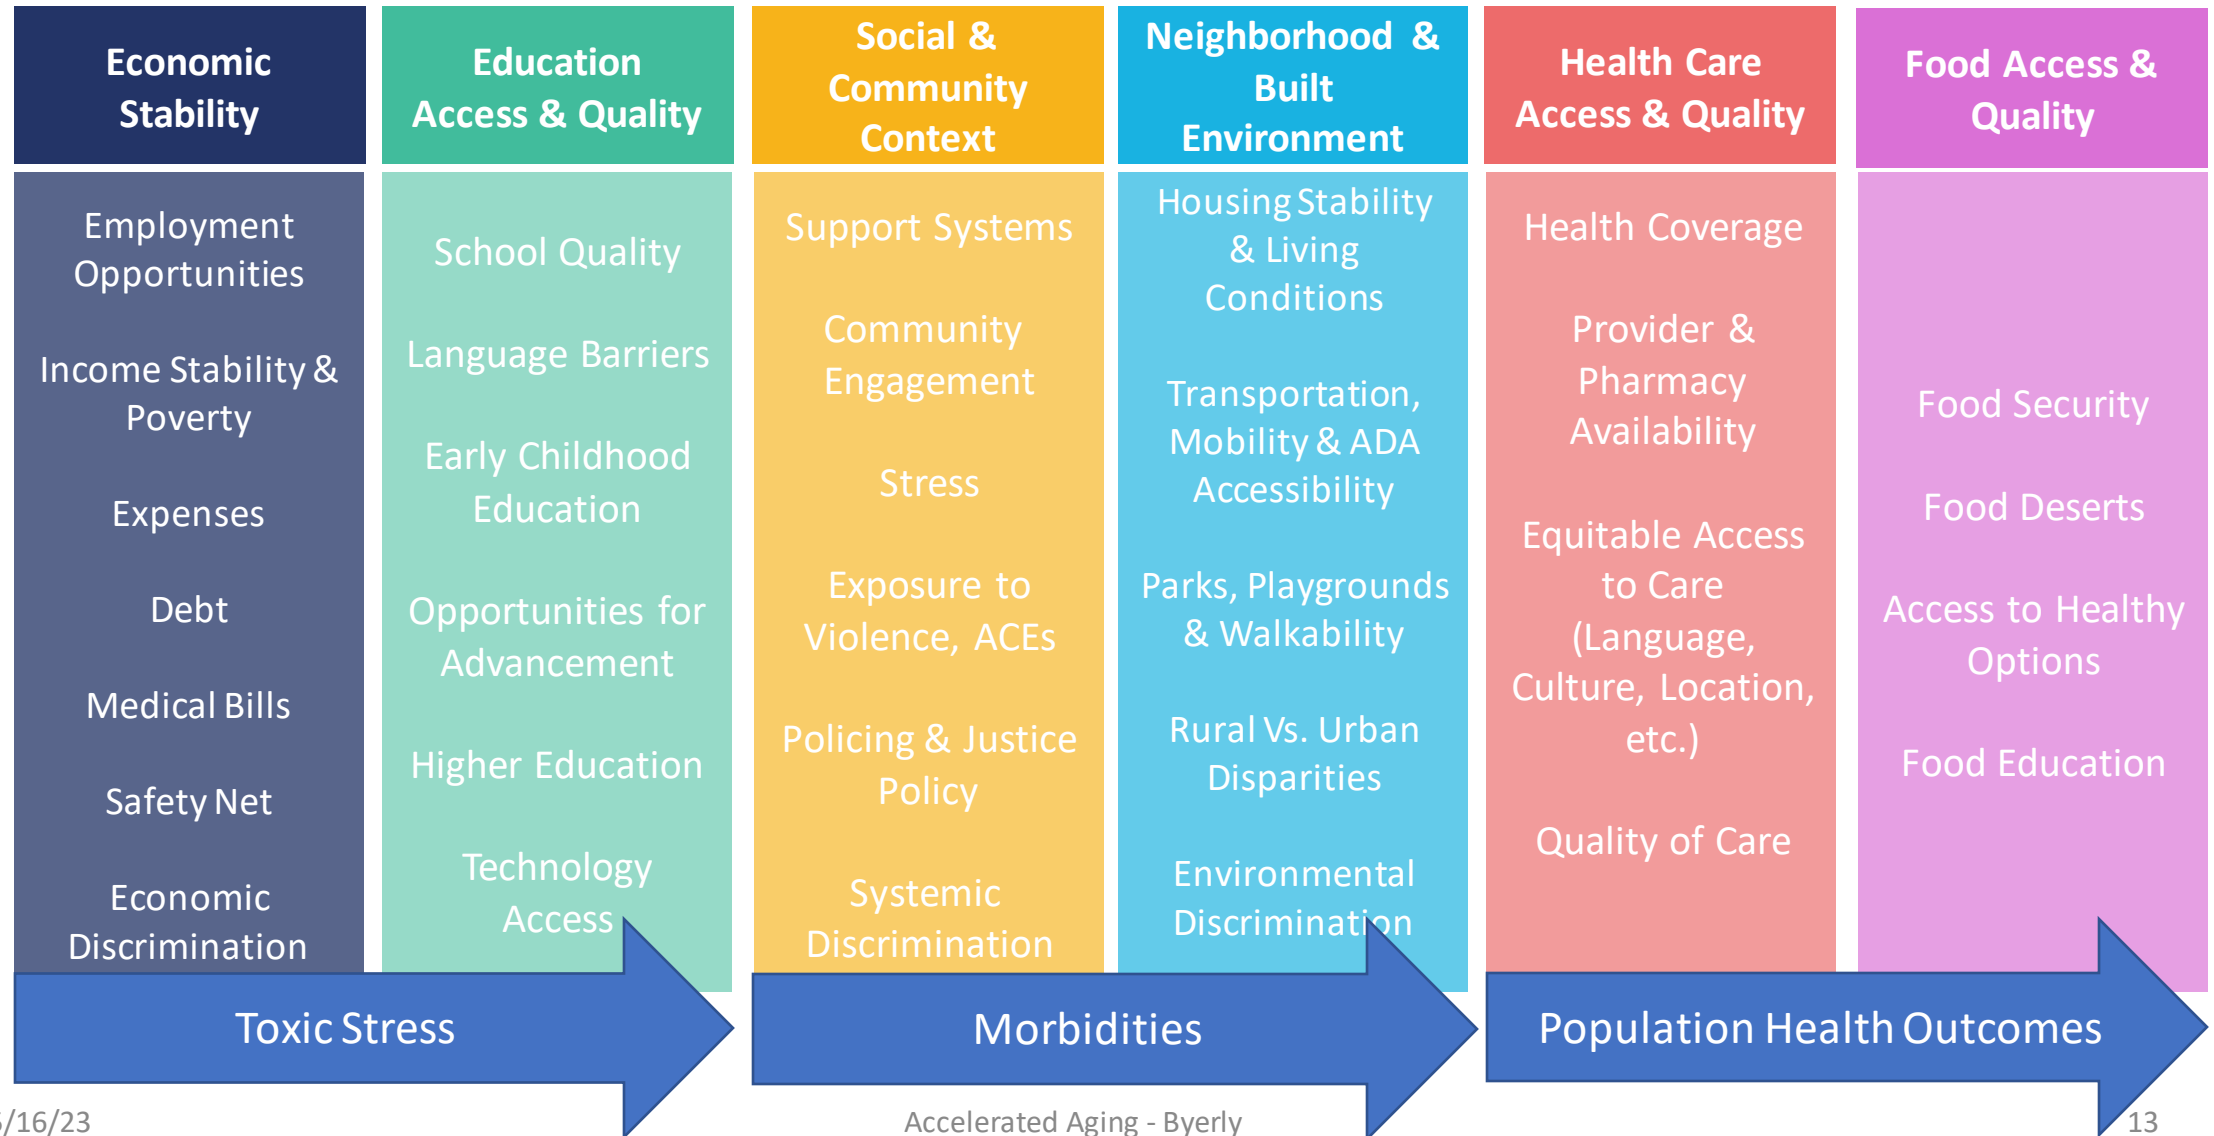 Economic
Stability
Education
Access & Quality
Social &
Community
Context
Neighborhood &
Built
Environment
Health Care
Access & Quality
Food Access &
Quality
Employment
Opportunities
Income Stability &
Poverty
Expenses
Debt
Medical Bills
Safety Net
Economic
Discrimination
School Quality
Language Barriers
Early Childhood
Education
Opportunities for
Advancement
Higher Education
Technology
Access
Support Systems
Community
Engagement
Stress
Exposure to
Violence, ACEs
Policing & Justice
Policy
Systemic
Discrimination
Housing Stability
& Living
Conditions
Transportation,
Mobility & ADA
Accessibility
Parks, Playgrounds
& Walkability
Rural Vs. Urban
Disparities
Environmental
Discrimination
Health Coverage
Provider &
Pharmacy
Availability
Equitable Access
to Care
(Language,
Culture, Location,
etc.)
Quality of Care
Food Security
Food Deserts
Access to Healthy
Options
Food Education
Toxic Stress
Morbidities
Population Health Outcomes
/16/23
Accelerated Aging - Byerly
13